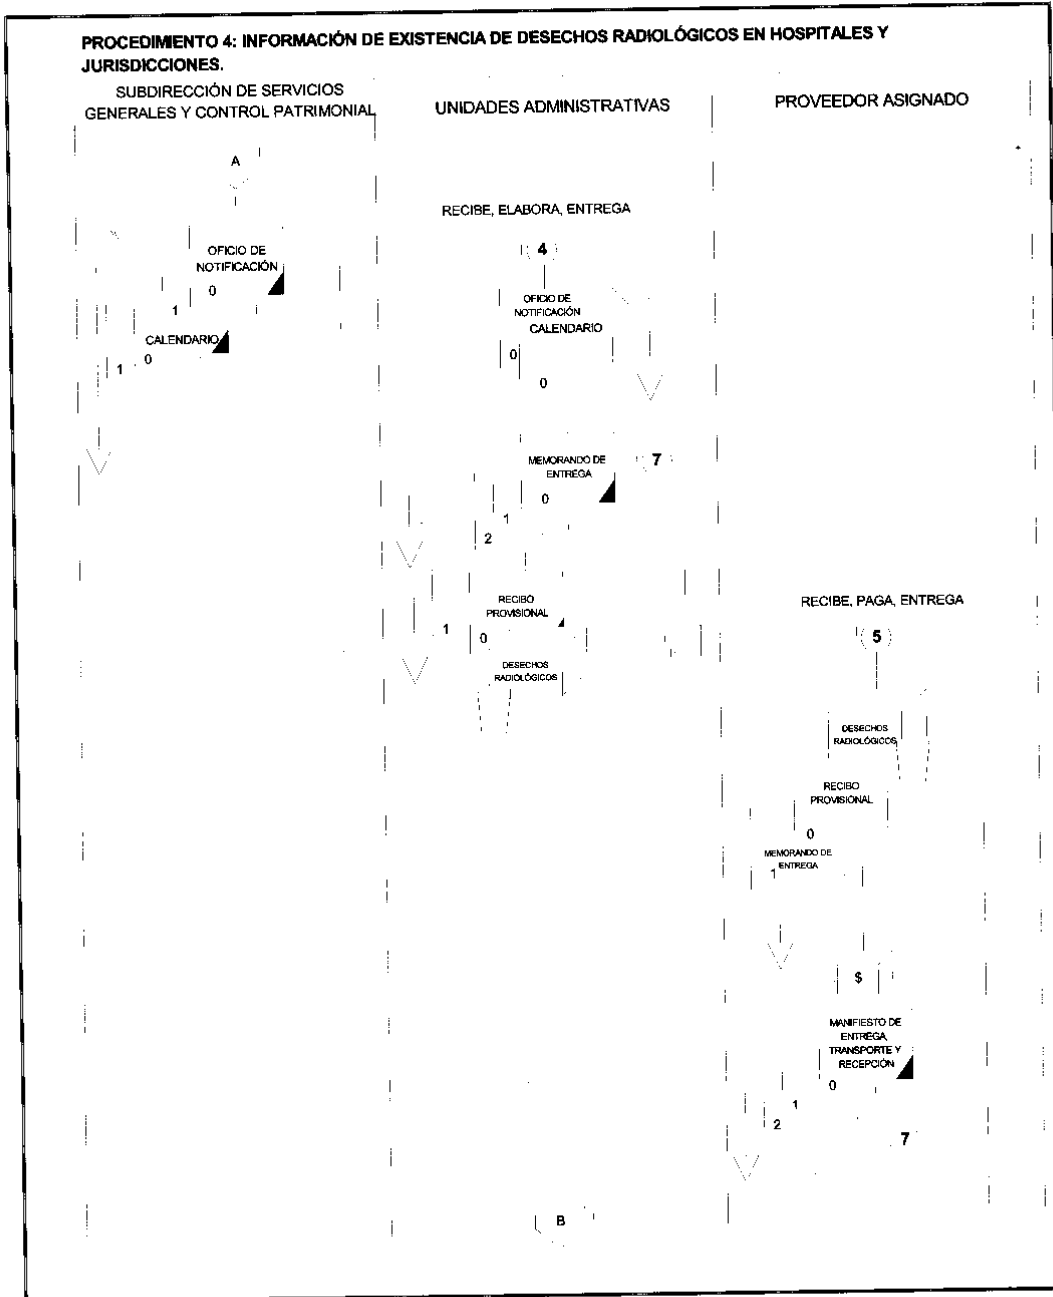 PROCEDIMIENTO 4: INFORMACIÓN DE EXISTENCIA DE DESECHOS RADIOLÓGICOS EN HOSPITALES Y
JURISDICCIONES.
SUBDIRECCIÓN DE SERVICIOS
GENERALES Y CONTROL PATRIMONIAL
UNIDADES ADMINISTRATIVAS
PROVEEDOR ASIGNADO
A
OFICIO DE
NOTIFICACIÓN
0
1
CALENDARIO
0
1
RECIBE, ELABORA, ENTREGA
4
OFICIO DE
NOTIFICACIÓN
CALENDARIO
0
0
MEMORANDO DE
ENTREGA
7
0
1
2
RECIBO
PROVISIONAL
1
0
DESECHOS
RADIOLÓGICOS
RECIBE, PAGA, ENTREGA
5
DESECHOS
RADIOLÓGICOS
RECIBO
PROVISIONAL
0
MEMORANDO DE
ENTREGA
1
$
MANIFIESTO DE
ENTREGA,
TRANSPORTE Y
RECEPCIÓN
0
1
2
7
B